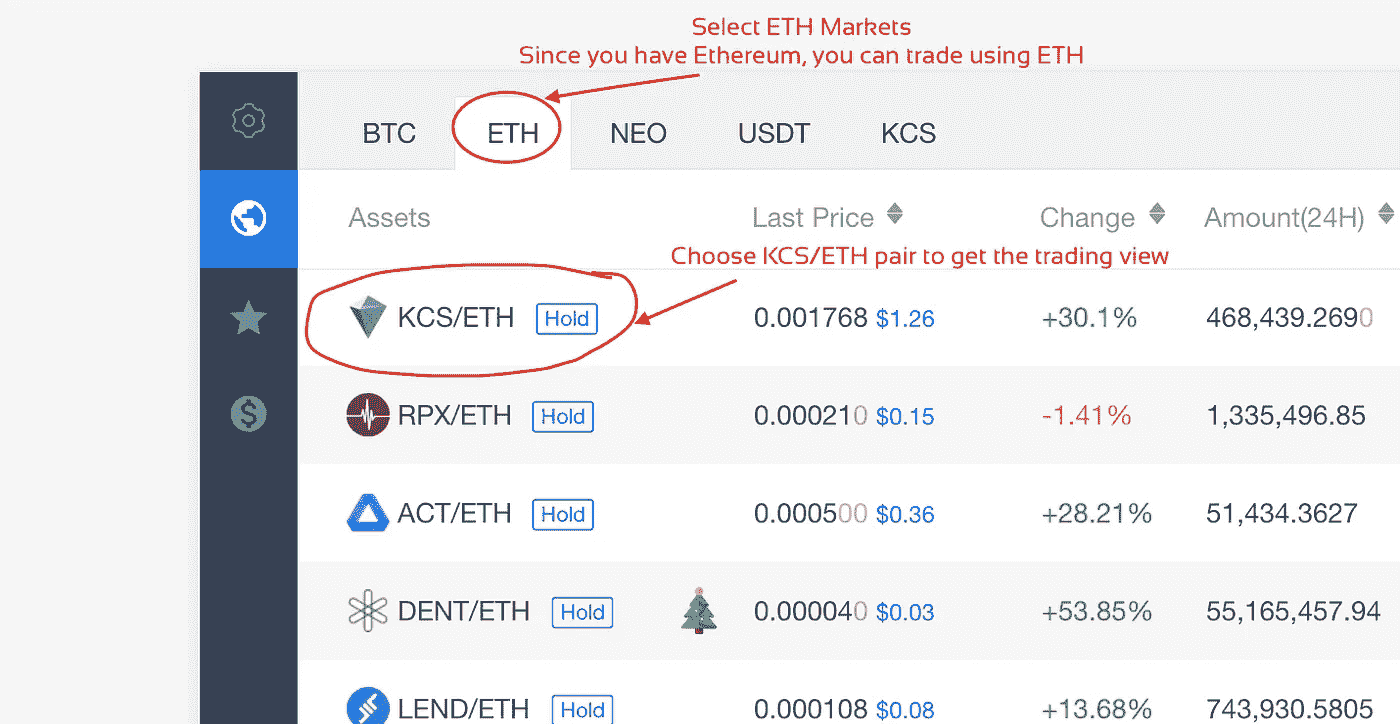 Select ETH Markets
Since you have Ethereum, you can trade using ETH
BTC ETH NEO USDT KCS
Assets Last Price Change Amount(24H)
Choose KCS/ETH pair to get the trading view
KCS/ETH Hold 0.001768 $1.26 +30.1% 468,439.2690
RPX/ETH Hold 0.000210 $0.15 -1.41% 1,335,496.85
ACT/ETH Hold 0.000500 $0.36 +28.21% 51,434.3627
DENT/ETH Hold 0.000040 $0.03 +53.85% 55,165,457.94
LEND/ETH Hold 0.000108 $0.08 +13.68% 743,930.5805